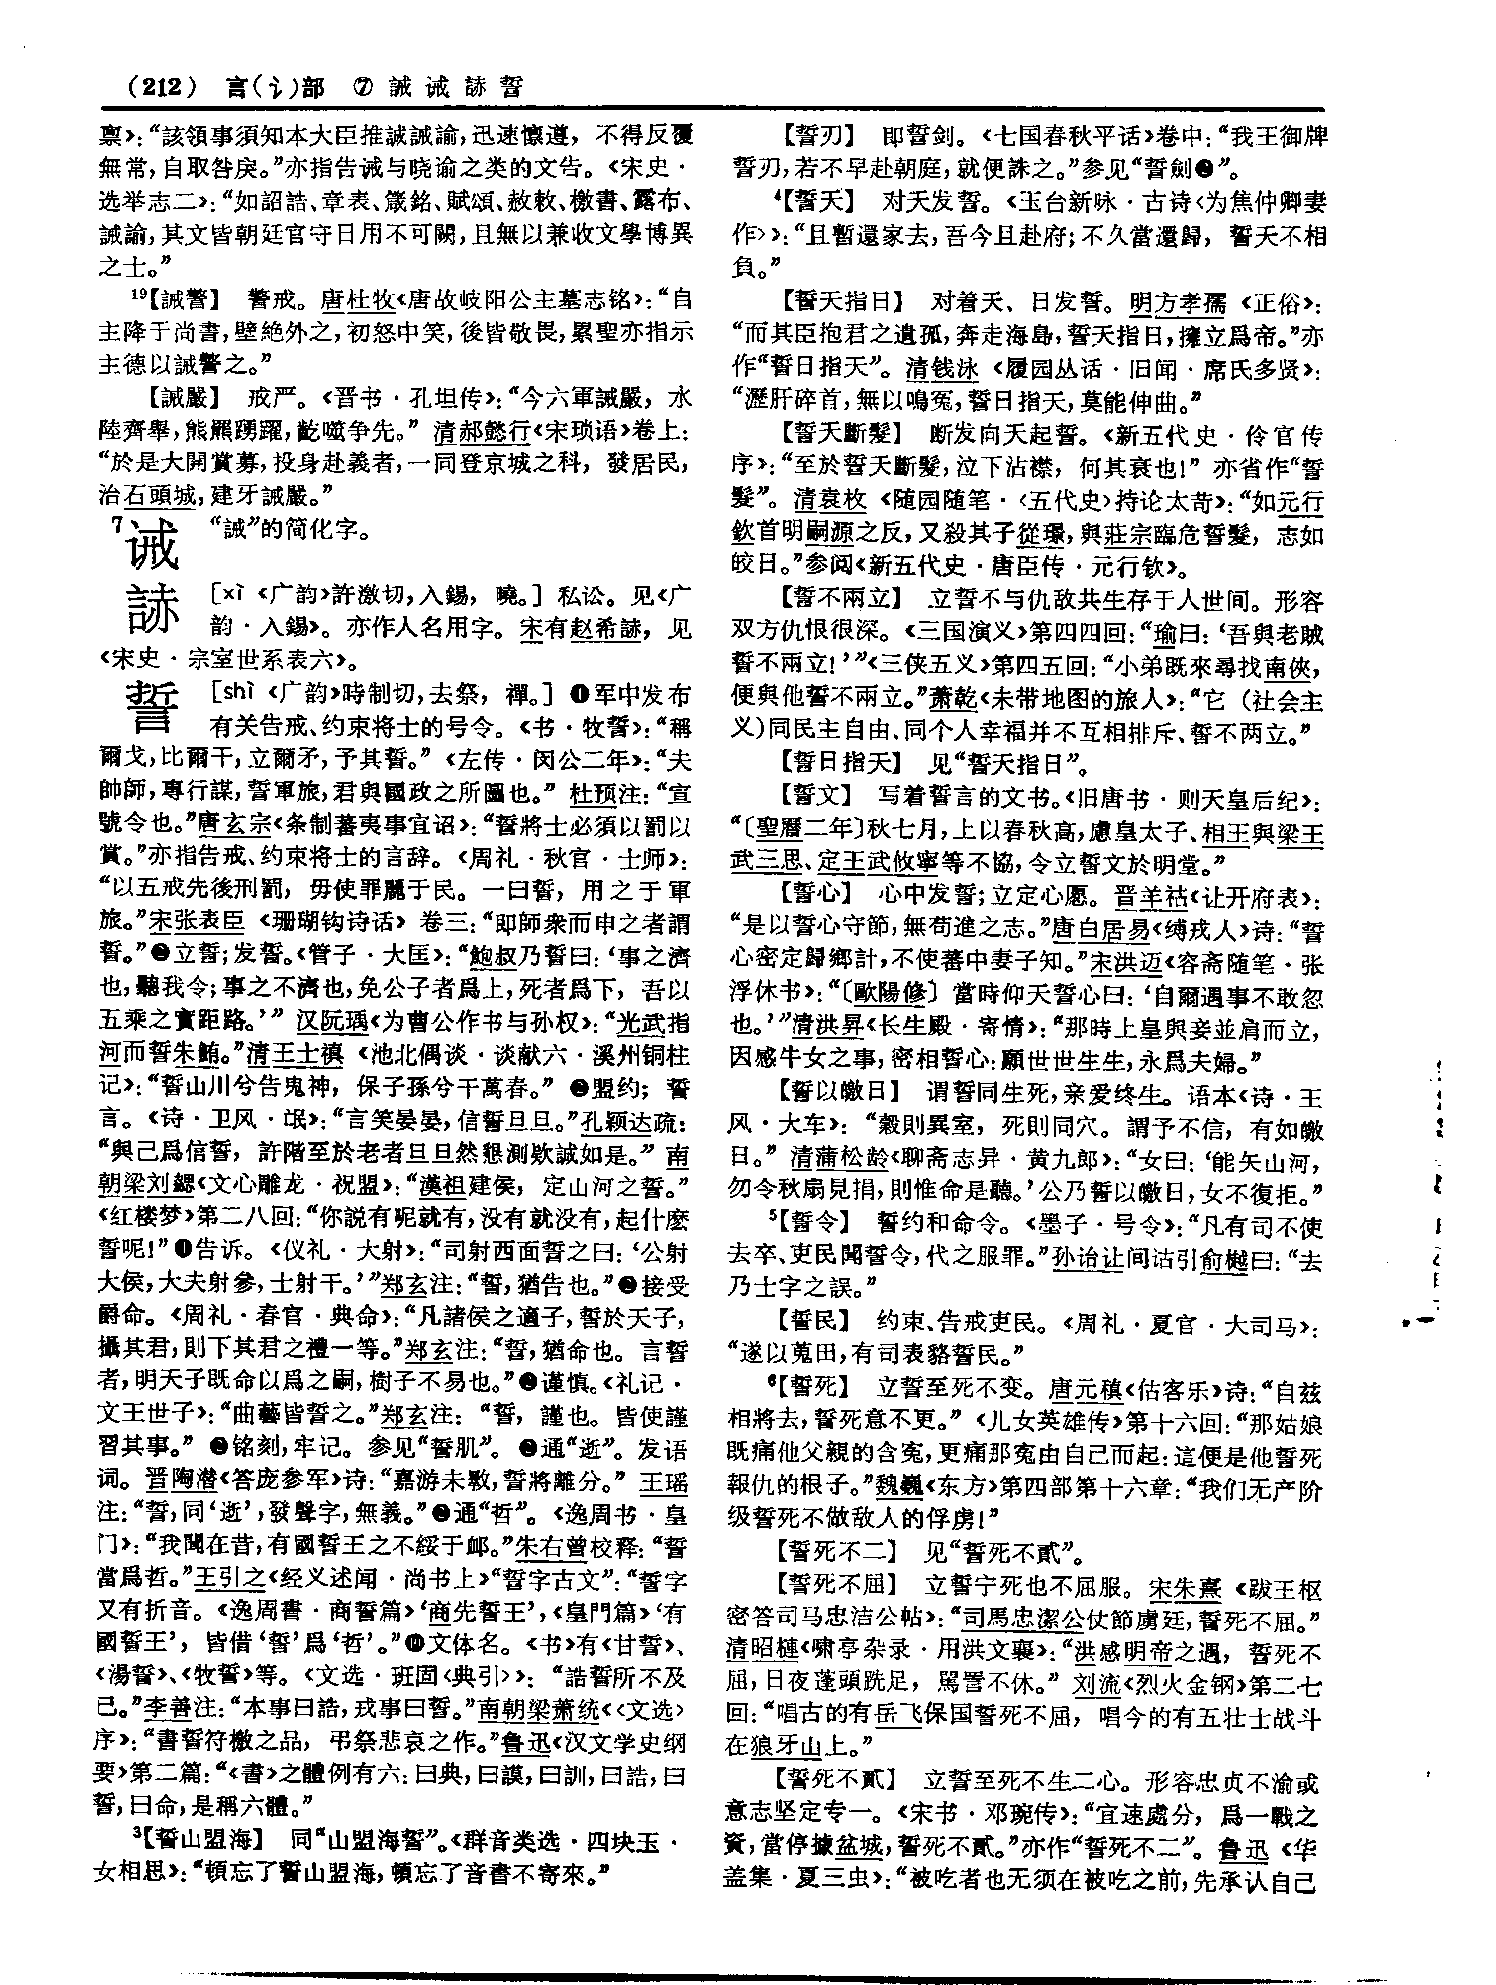 (212) 言(讠)部 ⑦ 誡 诫 諃 誓
禀》：“該領事須知本大臣推誠誡諭，迅速懔遵，不得反覆
無常，自取咎戾。”亦指告诫与晓谕之类的文告。《宋史·
选举志二》：“如詔誥、章表、箴銘、賦頌、赦敕、檄書、露布、
誡諭，其文皆朝廷官守日用不可闕，且無以兼收文學博異
之士。”
¹⁹【誡警】 警戒。唐杜牧《唐故岐阳公主墓志铭》：“自
主降于尚書，壁絶外之，初怒中笑，後皆敬畏，累聖亦指示
主德以誡警之。”
【誡嚴】 戒严。《晋书·孔坦传》：“今六軍誡嚴，水
陸齊舉，熊羆踴躍，齕噬争先。”清郝懿行《宋琐语》卷上：
“於是大開賞募，投身赴義者，一同登京城之科，發居民，
治石頭城，建牙誡嚴。”
⁷诫 “誡”的简化字。
[xì 《广韵》許激切，入錫，曉。] 私讼。见《广
韵·入錫》。亦作人名用字。宋有赵希，见
《宋史·宗室世系表六》。
誓 [shì 《广韵》時制切，去祭，禪。] ❶军中发布
有关告戒、约束将士的号令。《书·牧誓》：“稱
爾戈，比爾干，立爾矛，予其誓。”《左传·闵公二年》：“夫
帥師，專行謀，誓軍旅，君與國政之所圖也。”杜预注：“宣
號令也。”唐玄宗《条制蕃夷事宜诏》：“誓將士必須以罰以
賞。”亦指告戒、约束将士的言辞。《周礼·秋官·士师》：
“以五戒先後刑罰，毋使罪麗于民。一曰誓，用之于軍
旅。”宋张表臣《珊瑚钩诗话》卷三：“即師衆而申之者謂
誓。”❷立誓；发誓。《管子·大匡》：“鮑叔乃誓曰：‘事之濟
也，聽我令；事之不濟也，免公子者爲上，死者爲下，吾以
五乘之實距路。’”汉阮瑀《为曹公作书与孙权》：“光武指
河而誓朱鮪。”清王士禛《池北偶谈·谈献六·溪州铜柱
记》：“誓山川兮告鬼神，保子孫兮干萬春。”❸盟约；誓
言。《诗·卫风·氓》：“言笑晏晏，信誓旦旦。”孔颖达疏：
“與己爲信誓，許階至於老者旦旦然懇惻欵誠如是。”南
朝梁刘勰《文心雕龙·祝盟》：“漢祖建侯，定山河之誓。”
《红楼梦》第二八回：“你説有呢就有，没有就没有，起什麽
誓呢！”❹告诉。《仪礼·大射》：“司射西面誓之曰：‘公射
大侯，大夫射參，士射干。’”郑玄注：“誓，猶告也。”❺接受
爵命。《周礼·春官·典命》：“凡諸侯之適子，誓於天子，
攝其君，則下其君之禮一等。”郑玄注：“誓，猶命也。言誓
者，明天子既命以爲之嗣，樹子不易也。”❻谨慎。《礼记·
文王世子》：“曲藝皆誓之。”郑玄注：“誓，謹也。皆使謹
習其事。”❼铭刻，牢记。参见“誓肌”。❽通“逝”。发语
词。晋陶潜《答庞参军》诗：“嘉游未斁，誓將離分。”王瑶
注：“誓，同‘逝’，發聲字，無義。”❾通“哲”。《逸周书·皇
门》：“我聞在昔，有國誓王之不綏于卹。”朱右曾校释：“誓
當爲哲。”王引之《经义述闻·尚书上》“誓字古文”：“誓字
又有折音。《逸周書·商誓篇》‘商先誓王’，《皇門篇》‘有
國誓王’，皆借‘誓’爲‘哲’。”❿文体名。《书》有《甘誓》、
《湯誓》、《牧誓》等。《文选·班固〈典引〉》：“誥誓所不及
已。”李善注：“本事曰誥，戎事曰誓。”南朝梁萧统《〈文选〉
序》：“書誓符檄之品，弔祭悲哀之作。”鲁迅《汉文学史纲
要》第二篇：“《書》之體例有六：曰典，曰謨，曰訓，曰誥，曰
誓，曰命，是稱六體。”
³【誓山盟海】 同“山盟海誓”。《群音类选·四块玉·
女相思》：“頓忘了誓山盟海，頓忘了音書不寄來。”
【誓刃】 即誓剑。《七国春秋平话》卷中：“我王御牌
誓刃，若不早赴朝庭，就便誅之。”参见“誓劍❷”。
⁴【誓天】 对天发誓。《玉台新咏·古诗〈为焦仲卿妻
作〉》：“且暫還家去，吾今且赴府；不久當還歸，誓天不相
負。”
【誓天指日】 对着天、日发誓。明方孝孺《正俗》：
“而其臣抱君之遺孤，奔走海島，誓天指日，擁立爲帝。”亦
作“誓日指天”。清钱泳《履园丛话·旧闻·席氏多贤》：
“瀝肝碎首，無以鳴冤，誓日指天，莫能伸曲。”
【誓天斷髮】 断发向天起誓。《新五代史·伶官传
序》：“至於誓天斷髮，泣下沾襟，何其衰也！”亦省作“誓
髮”。清袁枚《随园随笔·〈五代史〉持论太苛》：“如元行
欽首明嗣源之反，又殺其子從璟，與莊宗臨危誓髮，志如
皎日。”参阅《新五代史·唐臣传·元行钦》。
【誓不兩立】 立誓不与仇敌共生存于人世间。形容
双方仇恨很深。《三国演义》第四四回：“瑜曰：‘吾與老賊
誓不兩立！’”《三侠五义》第四五回：“小弟既來尋找南俠，
便與他誓不兩立。”萧乾《未带地图的旅人》：“它（社会主
义）同民主自由、同个人幸福并不互相排斥、誓不两立。”
【誓日指天】 见“誓天指日”。
【誓文】 写着誓言的文书。《旧唐书·则天皇后纪》：
“〔聖曆二年〕秋七月，上以春秋高，慮皇太子、相王與梁王
武三思、定王武攸寧等不協，令立誓文於明堂。”
【誓心】 心中发誓；立定心愿。晋羊祜《让开府表》：
“是以誓心守節，無苟進之志。”唐白居易《缚戎人》诗：“誓
心密定歸鄉計，不使蕃中妻子知。”宋洪迈《容斋随笔·张
浮休书》：“〔歐陽修〕當時仰天誓心曰：‘自爾遇事不敢忽
也。’”清洪昇《长生殿·寄情》：“那時上皇與妾並肩而立，
因感牛女之事，密相誓心：願世世生生，永爲夫婦。”
【誓以皦日】 谓誓同生死，亲爱终生。语本《诗·王
风·大车》：“穀則異室，死則同穴。謂予不信，有如皦
日。”清蒲松龄《聊斋志异·黄九郎》：“女曰：‘能矢山河，
勿令秋扇見捐，則惟命是聽。’公乃誓以皦日，女不復拒。”
⁵【誓令】 誓约和命令。《墨子·号令》：“凡有司不使
去卒、吏民聞誓令，代之服罪。”孙诒让间诂引俞樾曰：“去
乃士字之誤。”
【誓民】 约束、告戒吏民。《周礼·夏官·大司马》：
“遂以蒐田，有司表貉誓民。”
⁶【誓死】 立誓至死不变。唐元稹《估客乐》诗：“自兹
相將去，誓死意不更。”《儿女英雄传》第十六回：“那姑娘
既痛他父親的含寃，更痛那寃由自己而起：這便是他誓死
報仇的根子。”魏巍《东方》第四部第十六章：“我们无产阶
级誓死不做敌人的俘虏！”
【誓死不二】 见“誓死不貳”。
【誓死不屈】 立誓宁死也不屈服。宋朱熹《跋王枢
密答司马忠洁公帖》：“司馬忠潔公仗節虜廷，誓死不屈。”
清昭槤《啸亭杂录·用洪文襄》：“洪感明帝之遇，誓死不
屈，日夜蓬頭跣足，駡詈不休。”刘流《烈火金钢》第二七
回：“唱古的有岳飞保国誓死不屈，唱今的有五壮士战斗
在狼牙山上。”
【誓死不貳】 立誓至死不生二心。形容忠贞不渝或
意志坚定专一。《宋书·邓琬传》：“宜速處分，爲一戰之
資，當停據盆城，誓死不貳。”亦作“誓死不二”。鲁迅《华
盖集·夏三虫》：“被吃者也无须在被吃之前，先承认自己